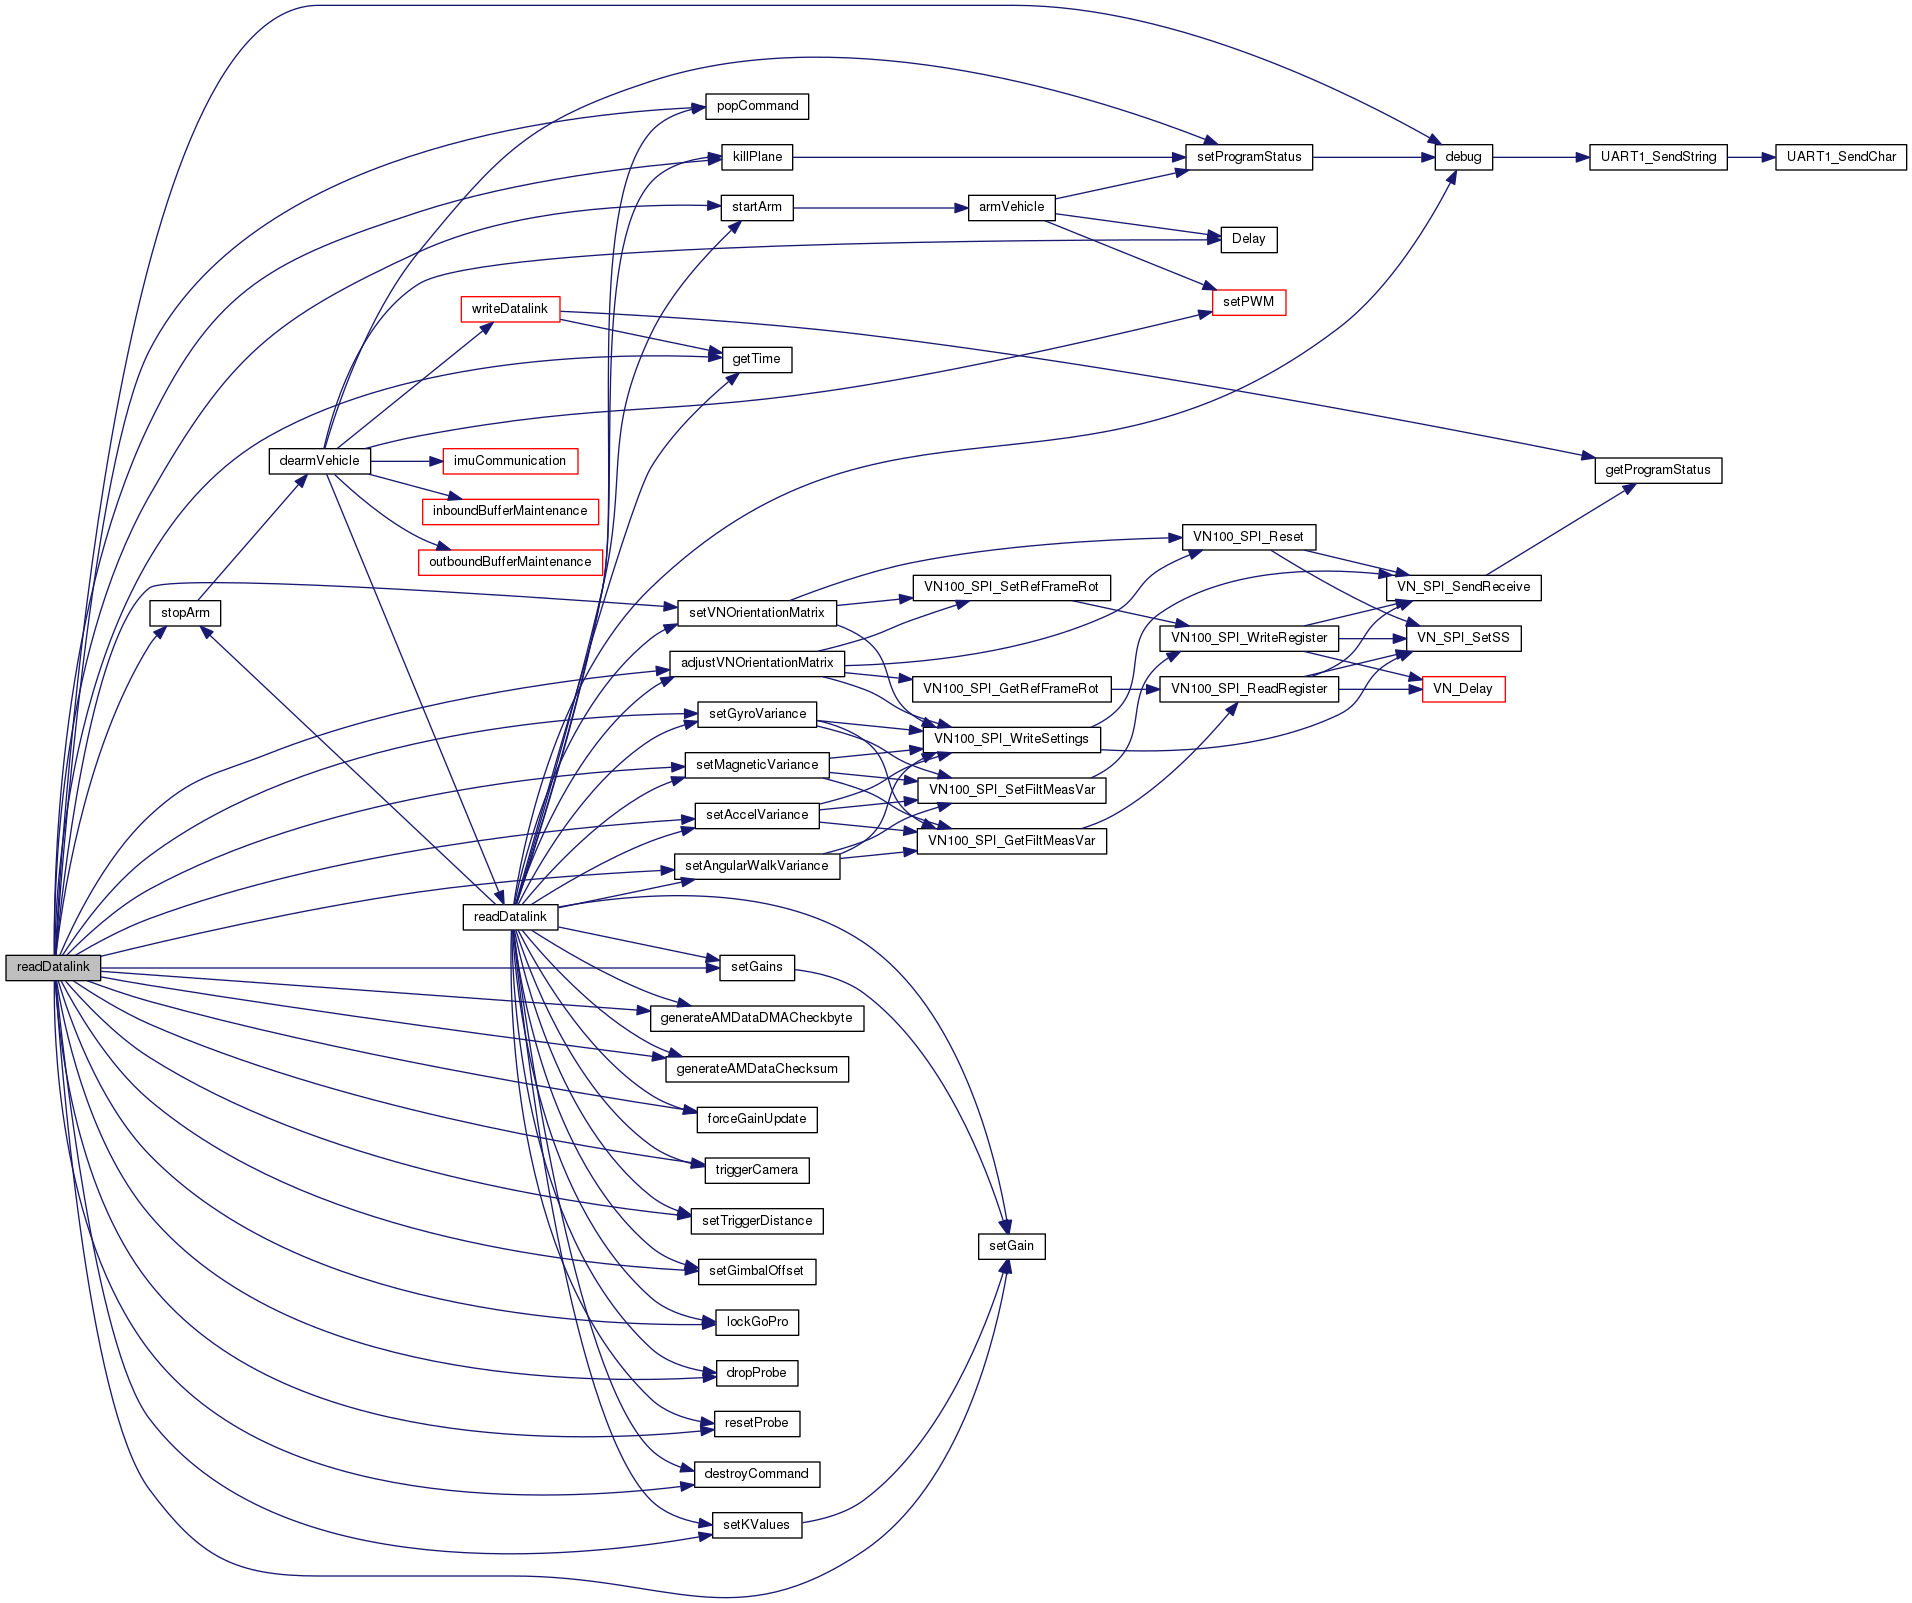 popCommand
killPlane
setProgramStatus
debug
UART1_SendString
UART1_SendChar
startArm
armVehicle
Delay
setPWM
writeDatalink
getTime
dearmVehicle
imuCommunication
getProgramStatus
inboundBufferMaintenance
outboundBufferMaintenance
VN100_SPI_Reset
stopArm
setVNOrientationMatrix
VN100_SPI_SetRefFrameRot
VN_SPI_SendReceive
adjustVNOrientationMatrix
VN100_SPI_WriteRegister
VN_SPI_SetSS
VN100_SPI_GetRefFrameRot
VN100_SPI_ReadRegister
VN_Delay
setGyroVariance
VN100_SPI_WriteSettings
setMagneticVariance
VN100_SPI_SetFiltMeasVar
setAccelVariance
VN100_SPI_GetFiltMeasVar
setAngularWalkVariance
readDatalink
readDatalink
setGains
generateAMDataDMACheckbyte
generateAMDataChecksum
forceGainUpdate
triggerCamera
setTriggerDistance
setGain
setGimbalOffset
lockGoPro
dropProbe
resetProbe
destroyCommand
setKValues